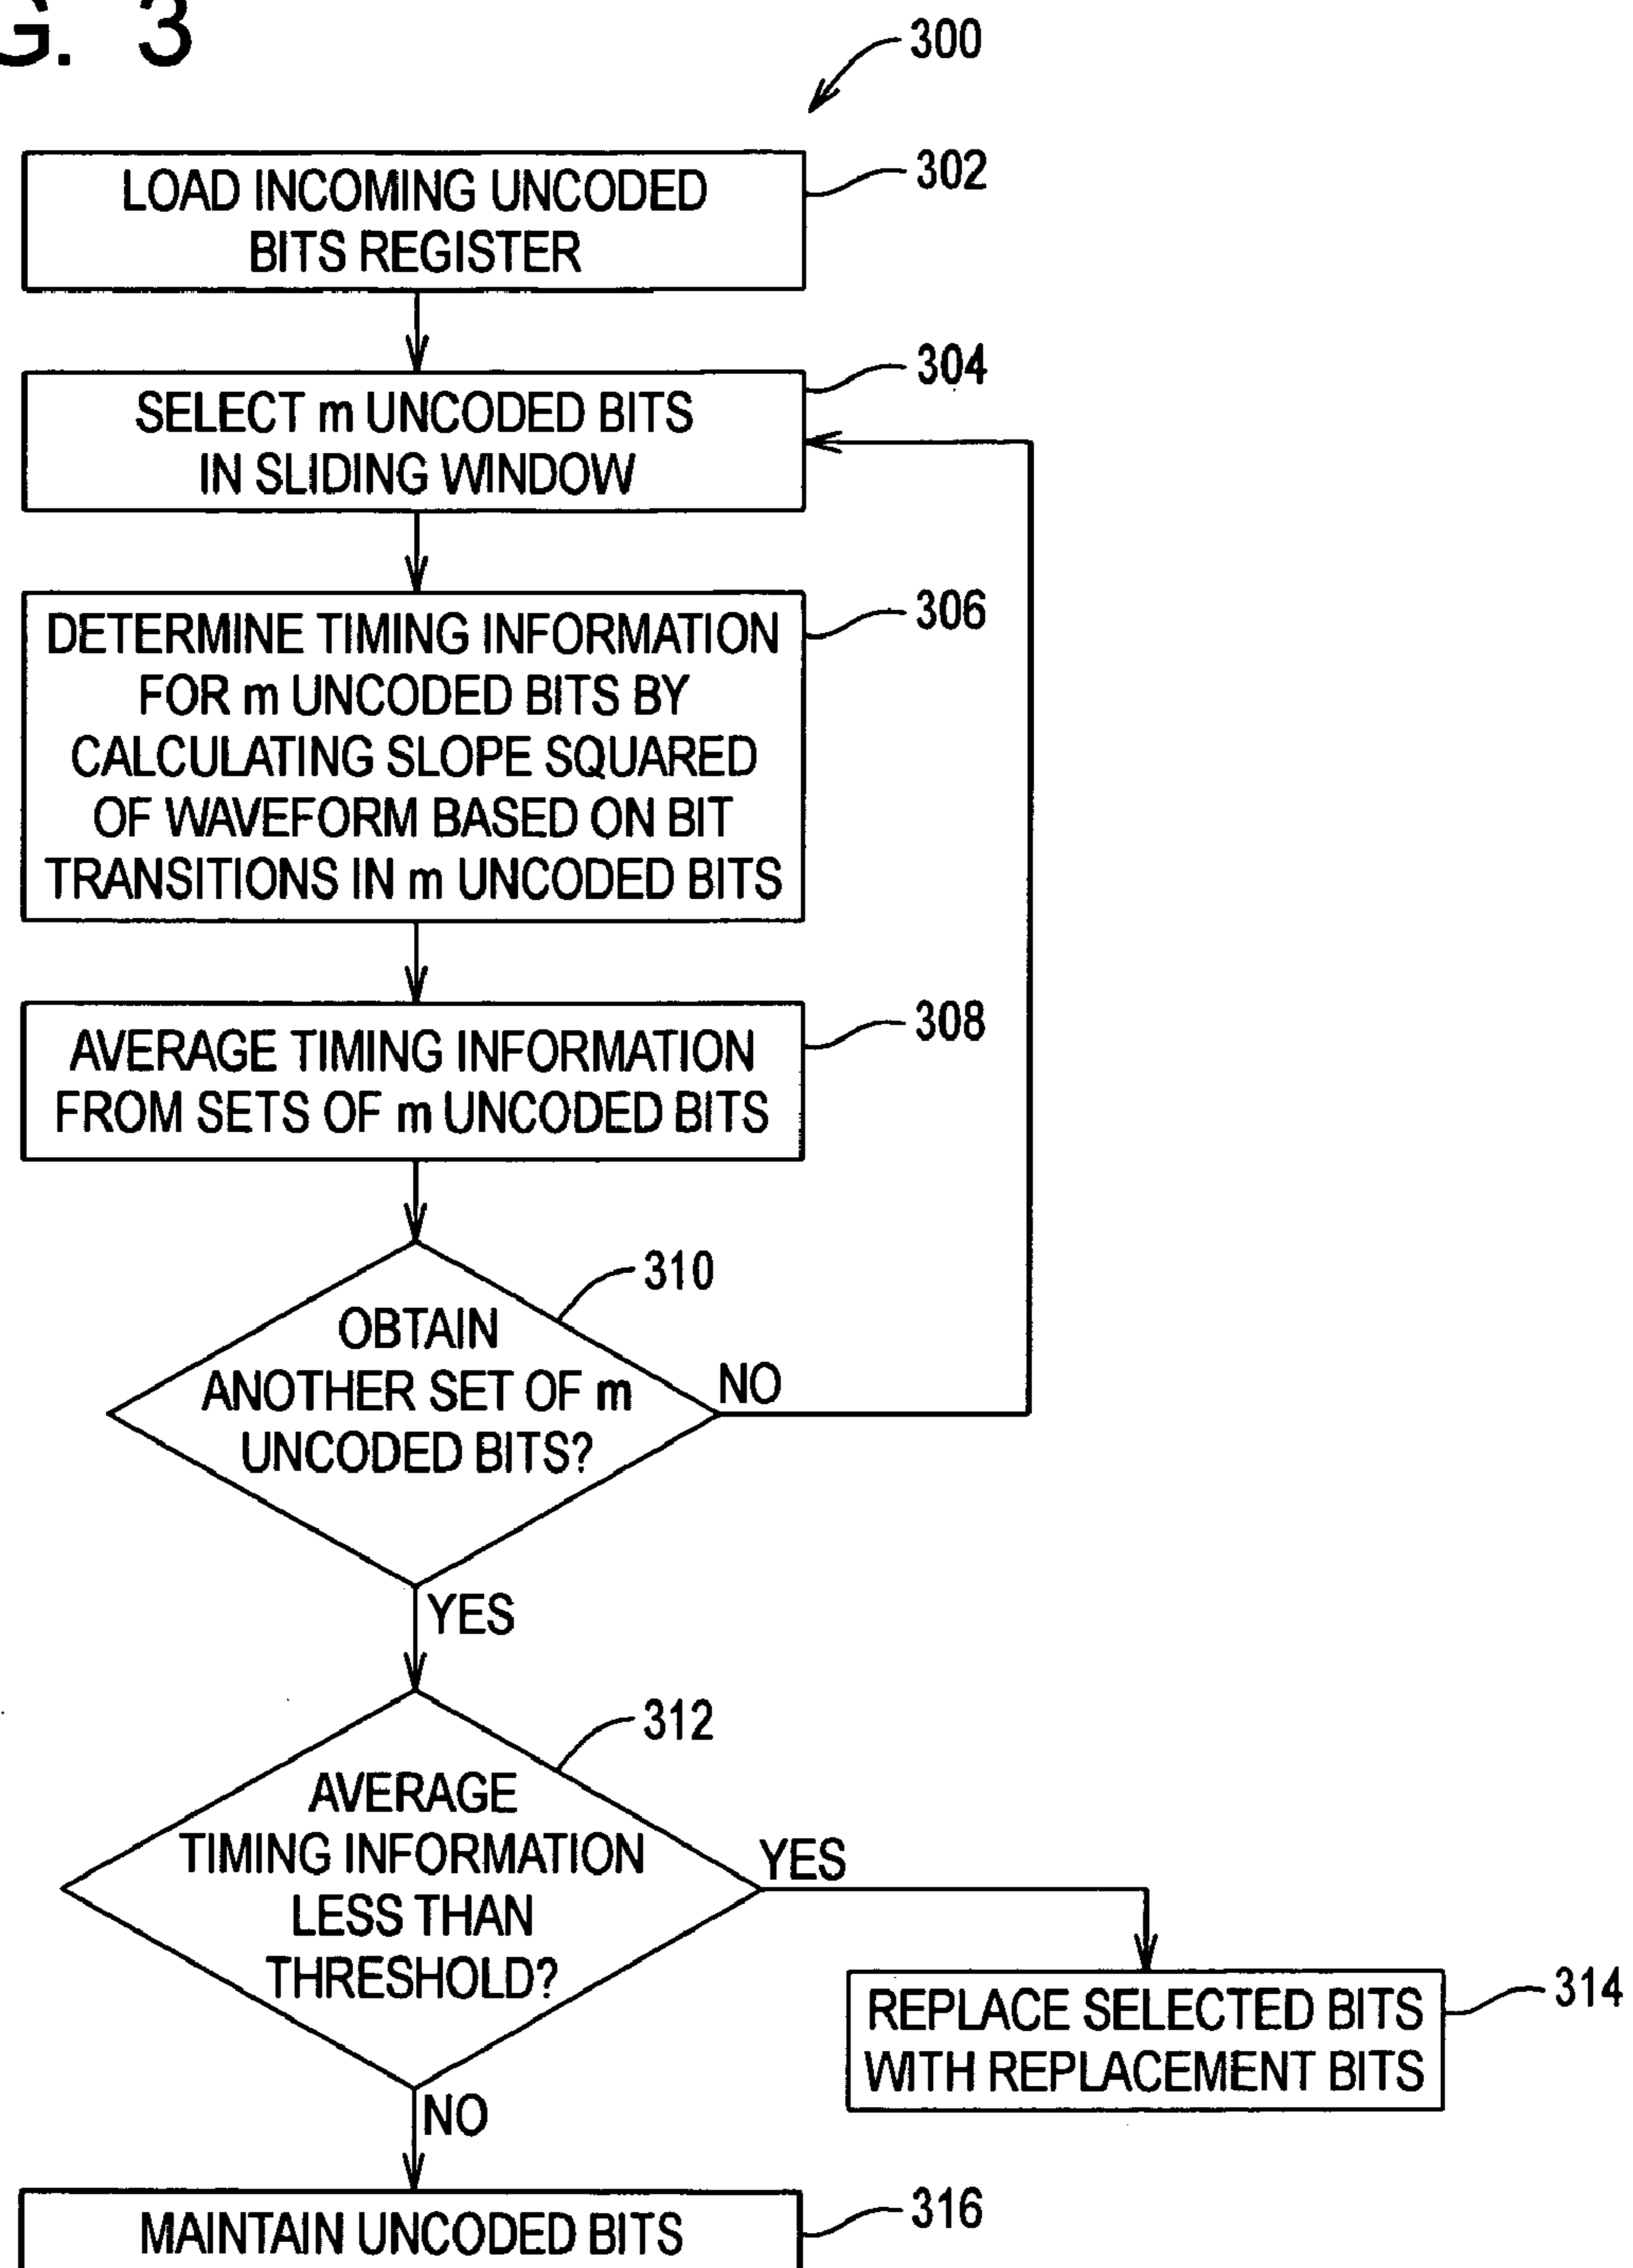 G. 3
300
302
LOAD INCOMING UNCODED
BITS REGISTER
304
SELECT m UNCODED BITS
IN SLIDING WINDOW
306
DETERMINE TIMING INFORMATION
FOR m UNCODED BITS BY
CALCULATING SLOPE SQUARED
OF WAVEFORM BASED ON BIT
TRANSITIONS IN m UNCODED BITS
308
AVERAGE TIMING INFORMATION
FROM SETS OF m UNCODED BITS
310
OBTAIN
ANOTHER SET OF m
UNCODED BITS?
NO
YES
312
AVERAGE
TIMING INFORMATION
LESS THAN
THRESHOLD?
YES
314
REPLACE SELECTED BITS
WITH REPLACEMENT BITS
NO
316
MAINTAIN UNCODED BITS